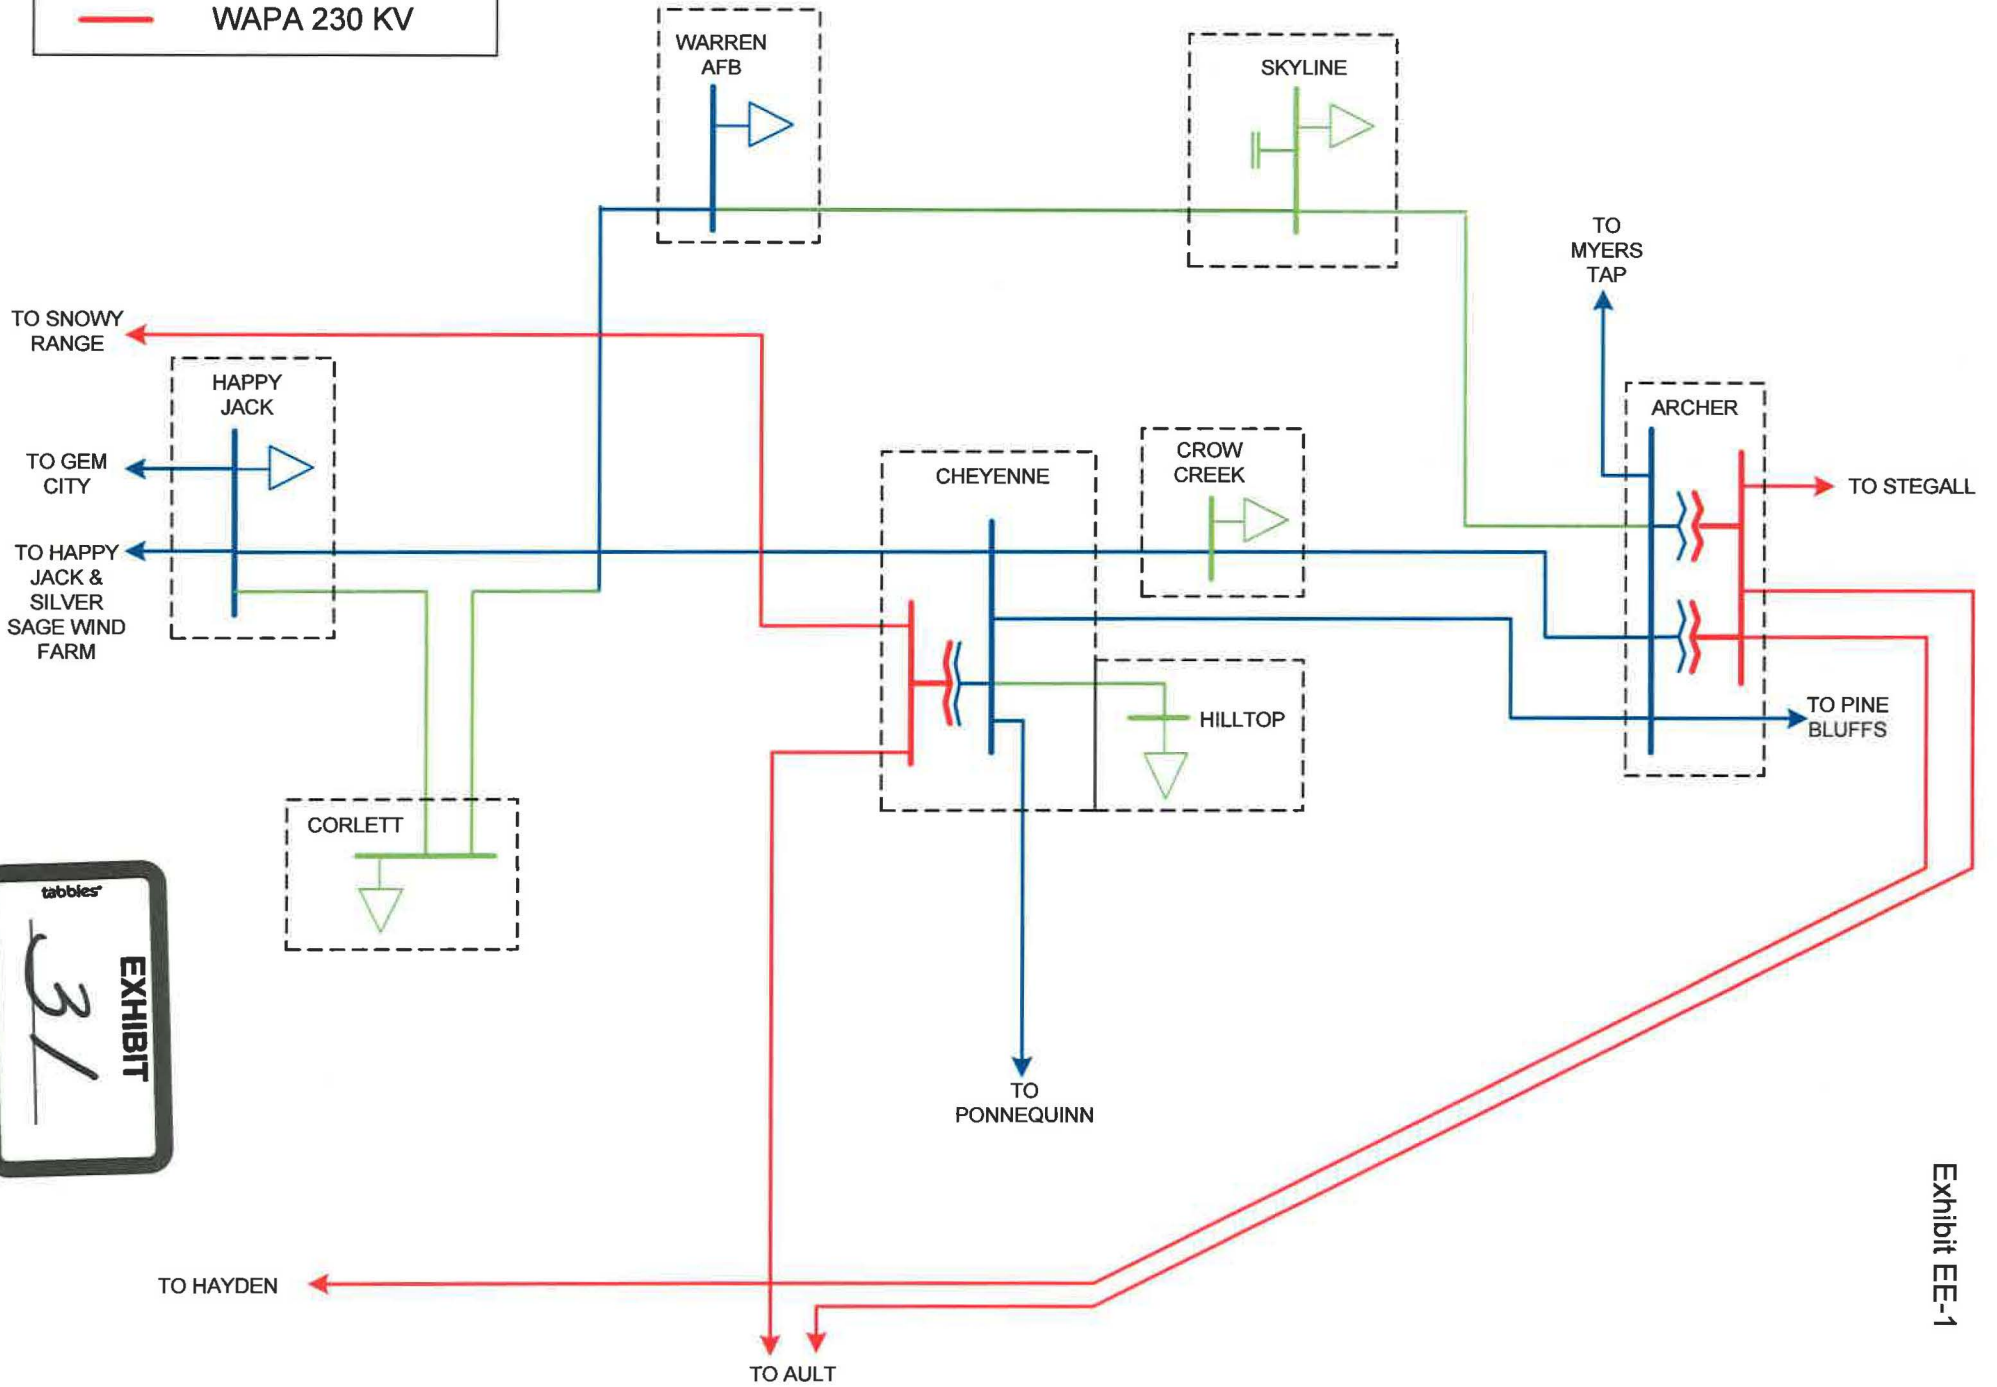 WAPA 230 KV
WARREN
AFB
SKYLINE
TO
MYERS
TAP
TO SNOWY
RANGE
HAPPY
JACK
ARCHER
TO GEM
CITY
CROW
CREEK
CHEYENNE
TO STEGALL
TO HAPPY
JACK &
SILVER
SAGE WIND
FARM
HILLTOP
TO PINE
BLUFFS
CORLETT
tabbies®
EXHIBIT
31
TO
PONNEQUINN
Exhibit EE-1
TO HAYDEN
TO AULT